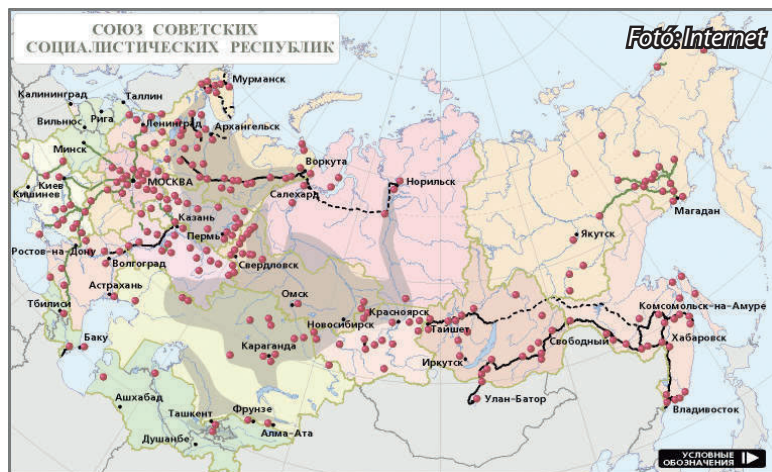 СОЮЗ СОВЕТСКИХ
СОЦИАЛИСТИЧЕСКИХ РЕСПУБЛИК
Fotó: Internet
Мурманск
Калининград
Таллин
Рига
Вильнюс
Ленинград
Архангельск
Минск
Воркута
Норильск
Киев
МОСКВА
Кишинев
Салехард
Магадан
Казань
Якутск
Пермь
Ростов-на-Дону
Волгоград
Свердловск
Астрахань
Омск
Красноярск
Комсомольск-на-Амуре
Тбилиси
Новосибирск
Тайшет
Свободный
Хабаровск
Баку
Караганда
Иркутск
Улан-Батор
Ашхабад
Ташкент
Фрунзе
Владивосток
Алма-Ата
Душанбе
УСЛОВНЫЕ
ОБОЗНАЧЕНИЯ